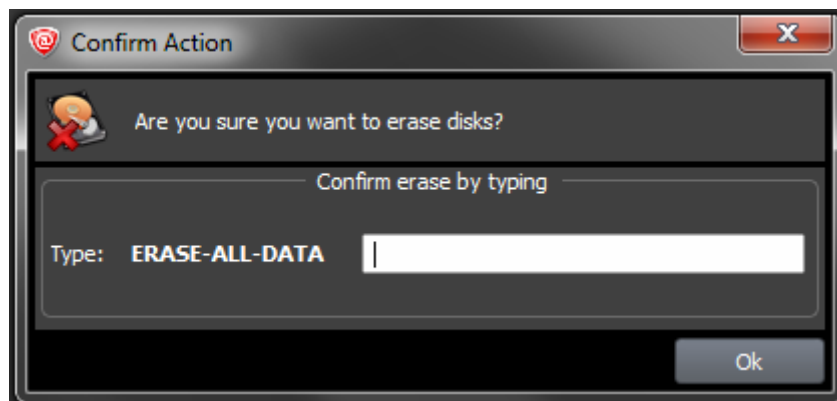 Confirm Action
Are you sure you want to erase disks?
Confirm erase by typing
Type: ERASE-ALL-DATA
Ok